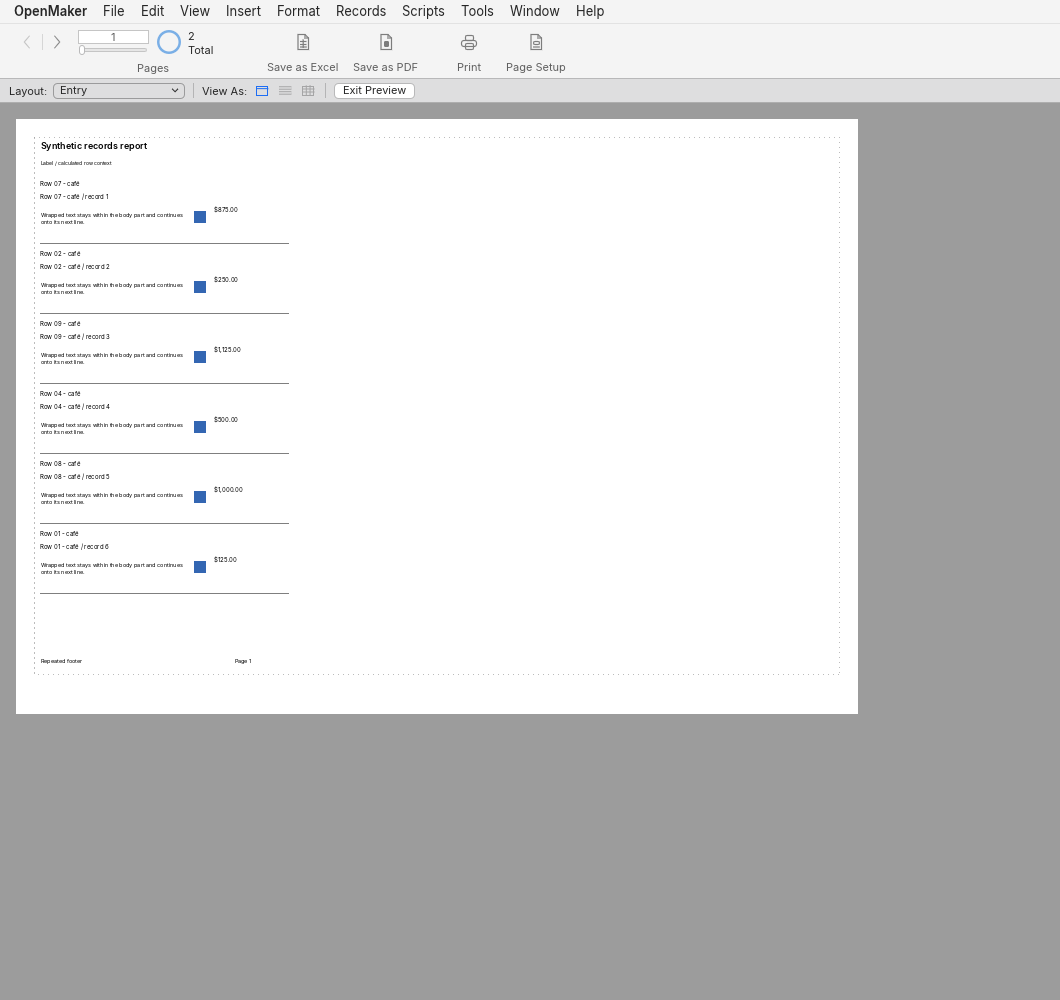 OpenMaker File Edit View Insert Format Records Scripts Tools Window Help
1
2
Total
Pages
Save as Excel
Save as PDF
Print
Page Setup
Layout: Entry View As: Exit Preview
Synthetic records report
Label / calculated row context
Row 07 - café
Row 07 - café / record 1
$875.00
Wrapped text stays within the body part and continues
onto its next line.
Row 02 - café
Row 02 - café / record 2
$250.00
Wrapped text stays within the body part and continues
onto its next line.
Row 09 - café
Row 09 - café / record 3
$1,125.00
Wrapped text stays within the body part and continues
onto its next line.
Row 04 - café
Row 04 - café / record 4
$500.00
Wrapped text stays within the body part and continues
onto its next line.
Row 08 - café
Row 08 - café / record 5
$1,000.00
Wrapped text stays within the body part and continues
onto its next line.
Row 01 - café
Row 01 - café / record 6
$125.00
Wrapped text stays within the body part and continues
onto its next line.
Repeated footer Page 1